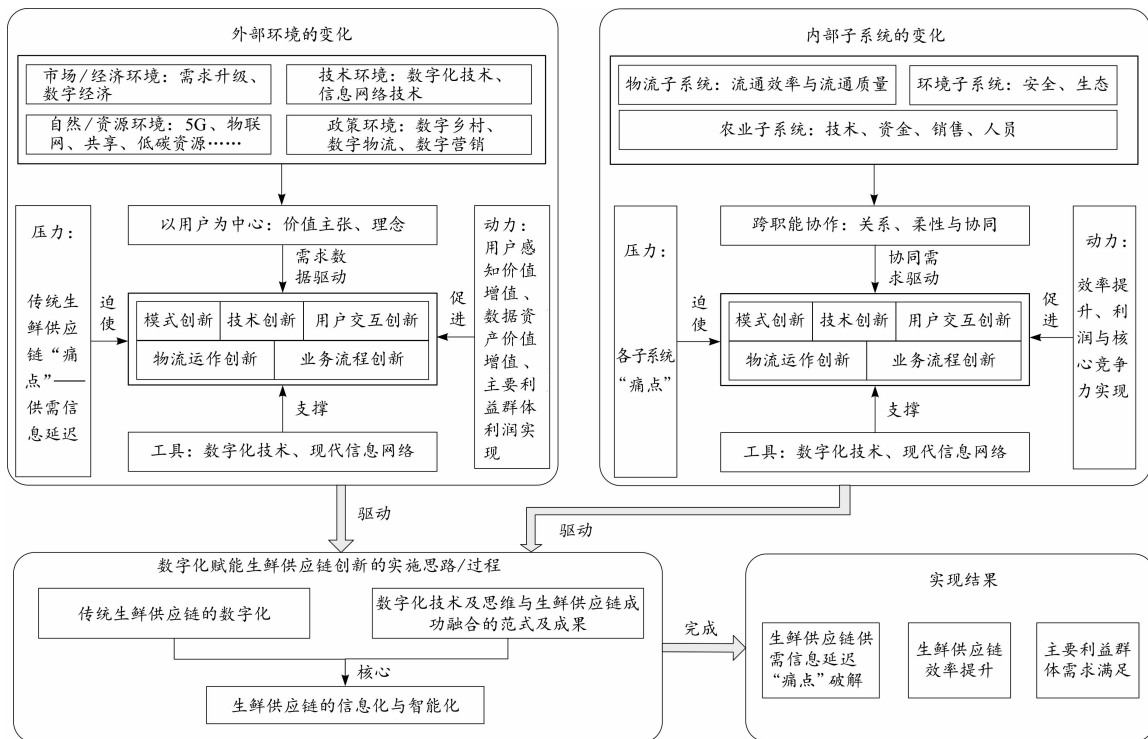 外部环境的变化
市场/经济环境：需求升级、
数字经济
技术环境：数字化技术、
信息网络技术
自然/资源环境：5G、物联
网、共享、低碳资源……
政策环境：数字乡村、
数字物流、数字营销
以用户为中心：价值主张、理念
压力：
传统生
鲜供应
链“痛
点”——
供需信
息延迟
迫
使
需求数
据驱动
模式创新
技术创新
用户交互创新
物流运作创新
业务流程创新
促
进
动力：
用户感
知价值
增值、
数据资
产价值
增值、
主要利
益群体
利润实
现
支撑
工具：数字化技术、现代信息网络
内部子系统的变化
物流子系统：流通效率与流通质量
环境子系统：安全、生态
农业子系统：技术、资金、销售、人员
跨职能协作：关系、柔性与协同
压力：
各子系统
“痛点”
迫
使
协同需
求驱动
模式创新
技术创新
用户交互创新
物流运作创新
业务流程创新
促
进
动力：
效率提
升、利
润与核
心竞争
力实现
支撑
工具：数字化技术、现代信息网络
驱动
驱动
数字化赋能生鲜供应链创新的实施思路/过程
传统生鲜供应链的数字化
数字化技术及思维与生鲜供应链成
功融合的范式及成果
核心
生鲜供应链的信息化与智能化
完成
实现结果
生鲜供应链供
需信息延迟
“痛点”破解
生鲜供应链
效率提升
主要利益群
体需求满足